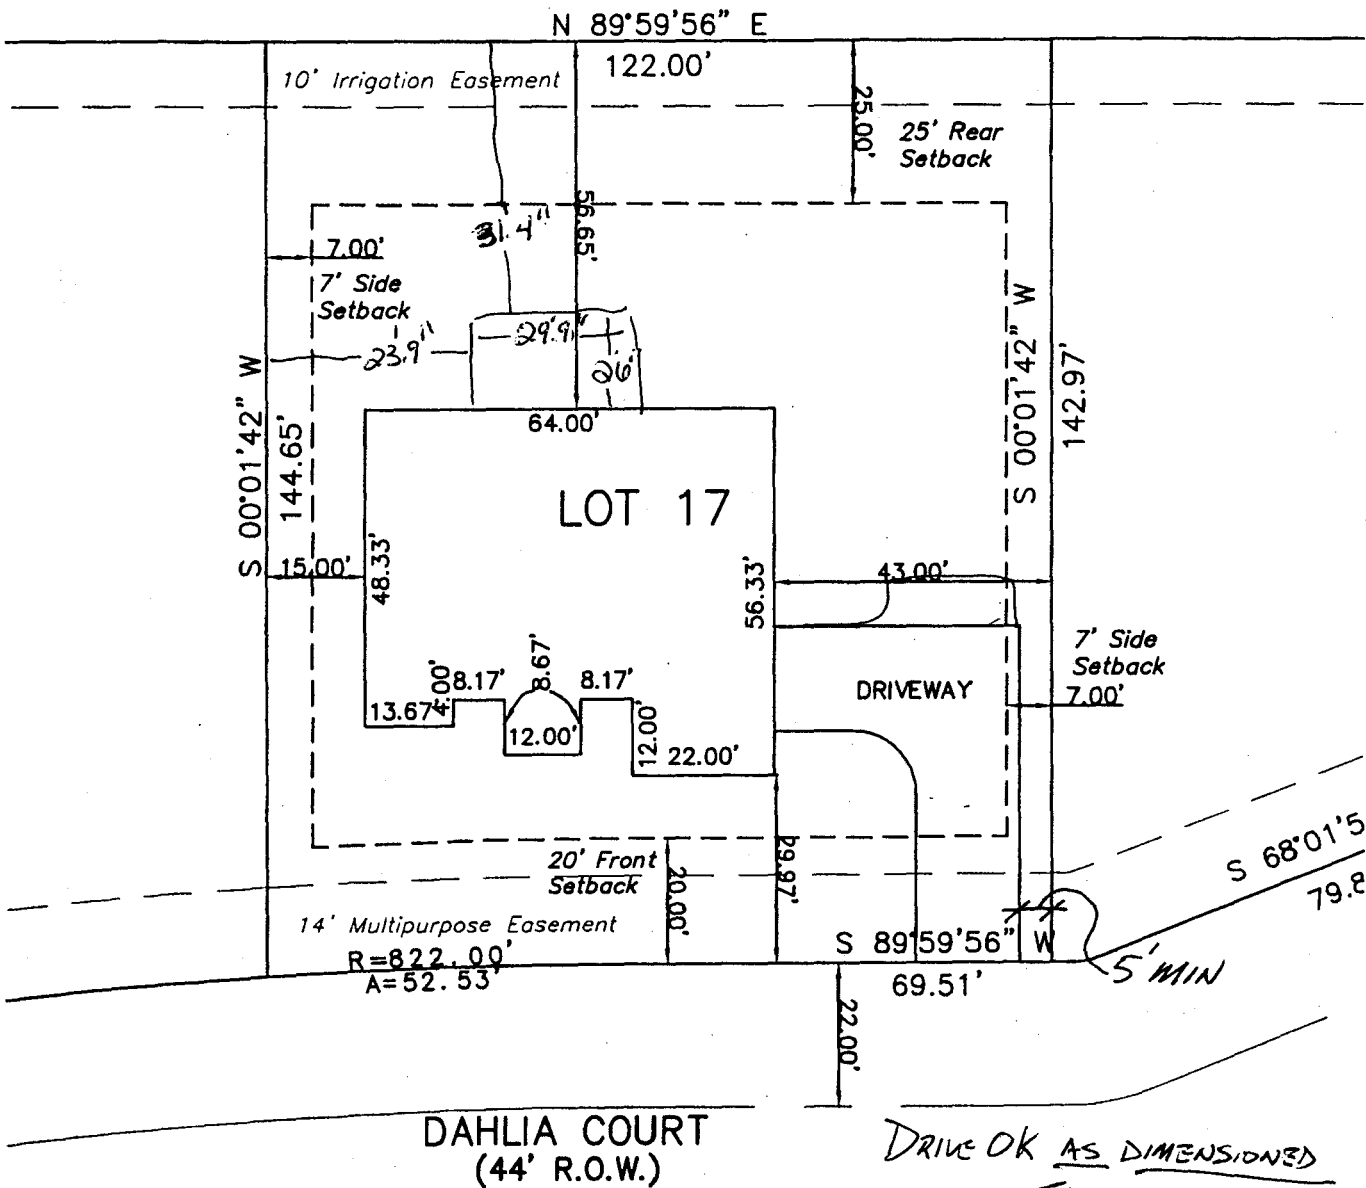 N 89°59'56" E
122.00'
10' Irrigation Easement
25.00'
25' Rear
Setback
56.65'
31.4"
7.00'
7' Side
Setback
29'9"
23'9"
26'
64.00'
S 00°01'42" W
144.65'
S 00°01'42" W
142.97'
LOT 17
15.00'
48.33'
56.33'
43.00'
7' Side
Setback
7.00'
DRIVEWAY
13.67'
4.00'
8.17'
8.67'
8.17'
12.00'
12.00'
22.00'
20' Front
Setback
20.00'
29.97'
14' Multipurpose Easement
R=822.00'
A=52.53'
S 89°59'56" W
69.51'
S 68°01'5
79.8
5' MIN
22.00'
DAHLIA COURT
(44' R.O.W.)
DRIVE OK AS DIMENSIONED